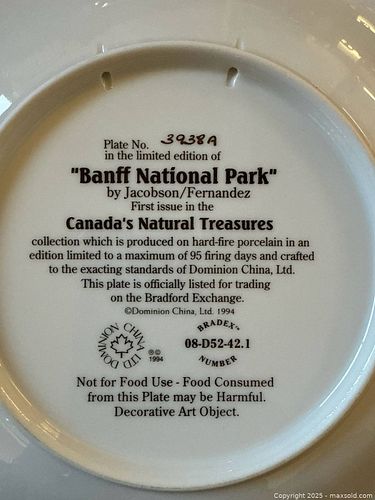 Plate No. 3938A
in the limited edition of
"Banff National Park"
by Jacobson/Fernandez
First issue in the
Canada's Natural Treasures
collection which is produced on hard-fire porcelain in an
edition limited to a maximum of 95 firing days and crafted
to the exacting standards of Dominion China, Ltd.
This plate is officially listed for trading
on the Bradford Exchange.
©Dominion China, Ltd. 1994
DOMINION CHINA LTD
®©
1994
BRADEX™
08-D52-42.1
NUMBER
Not for Food Use - Food Consumed
from this Plate may be Harmful.
Decorative Art Object.
Copyright 2025 - maxsold.com